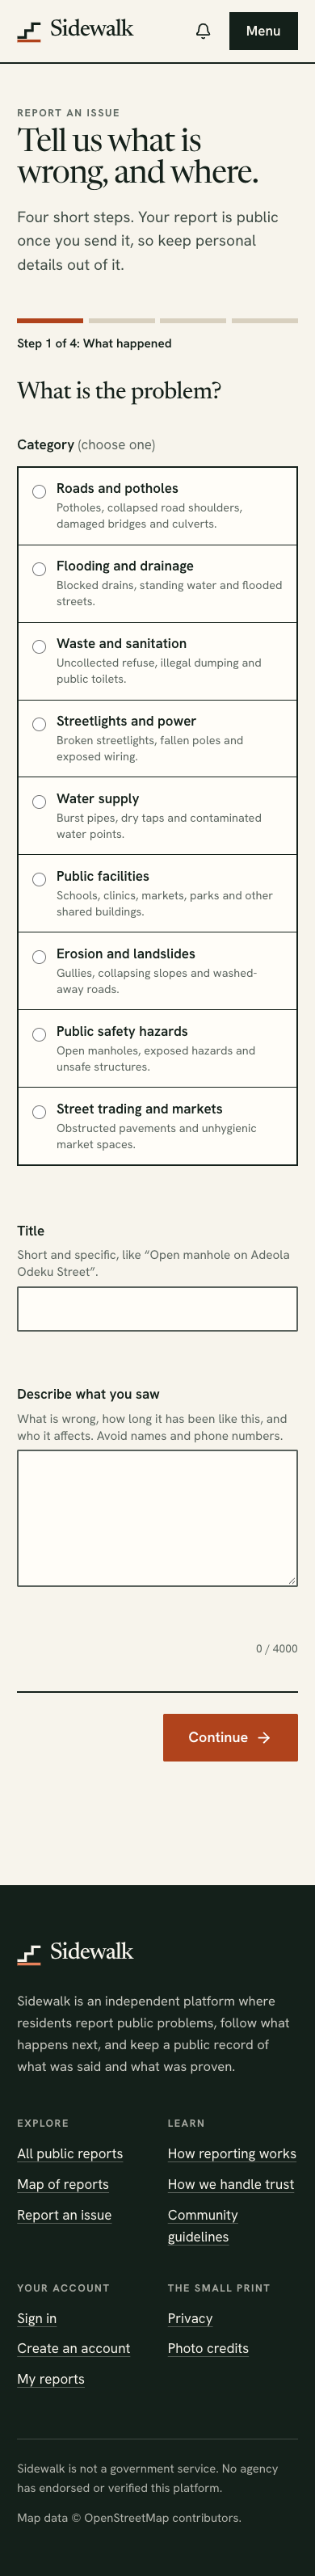 Sidewalk
Menu
REPORT AN ISSUE
Tell us what is
wrong, and where.
Four short steps. Your report is public
once you send it, so keep personal
details out of it.
Step 1 of 4: What happened
What is the problem?
Category (choose one)
Roads and potholes
Potholes, collapsed road shoulders,
damaged bridges and culverts.
Flooding and drainage
Blocked drains, standing water and flooded
streets.
Waste and sanitation
Uncollected refuse, illegal dumping and
public toilets.
Streetlights and power
Broken streetlights, fallen poles and
exposed wiring.
Water supply
Burst pipes, dry taps and contaminated
water points.
Public facilities
Schools, clinics, markets, parks and other
shared buildings.
Erosion and landslides
Gullies, collapsing slopes and washed-
away roads.
Public safety hazards
Open manholes, exposed hazards and
unsafe structures.
Street trading and markets
Obstructed pavements and unhygienic
market spaces.
Title
Short and specific, like “Open manhole on Adeola
Odeku Street”.
Describe what you saw
What is wrong, how long it has been like this, and
who it affects. Avoid names and phone numbers.
0 / 4000
Continue →
Sidewalk
Sidewalk is an independent platform where
residents report public problems, follow what
happens next, and keep a public record of
what was said and what was proven.
EXPLORE
All public reports
Map of reports
Report an issue
LEARN
How reporting works
How we handle trust
Community
guidelines
YOUR ACCOUNT
Sign in
Create an account
My reports
THE SMALL PRINT
Privacy
Photo credits
Sidewalk is not a government service. No agency
has endorsed or verified this platform.
Map data © OpenStreetMap contributors.